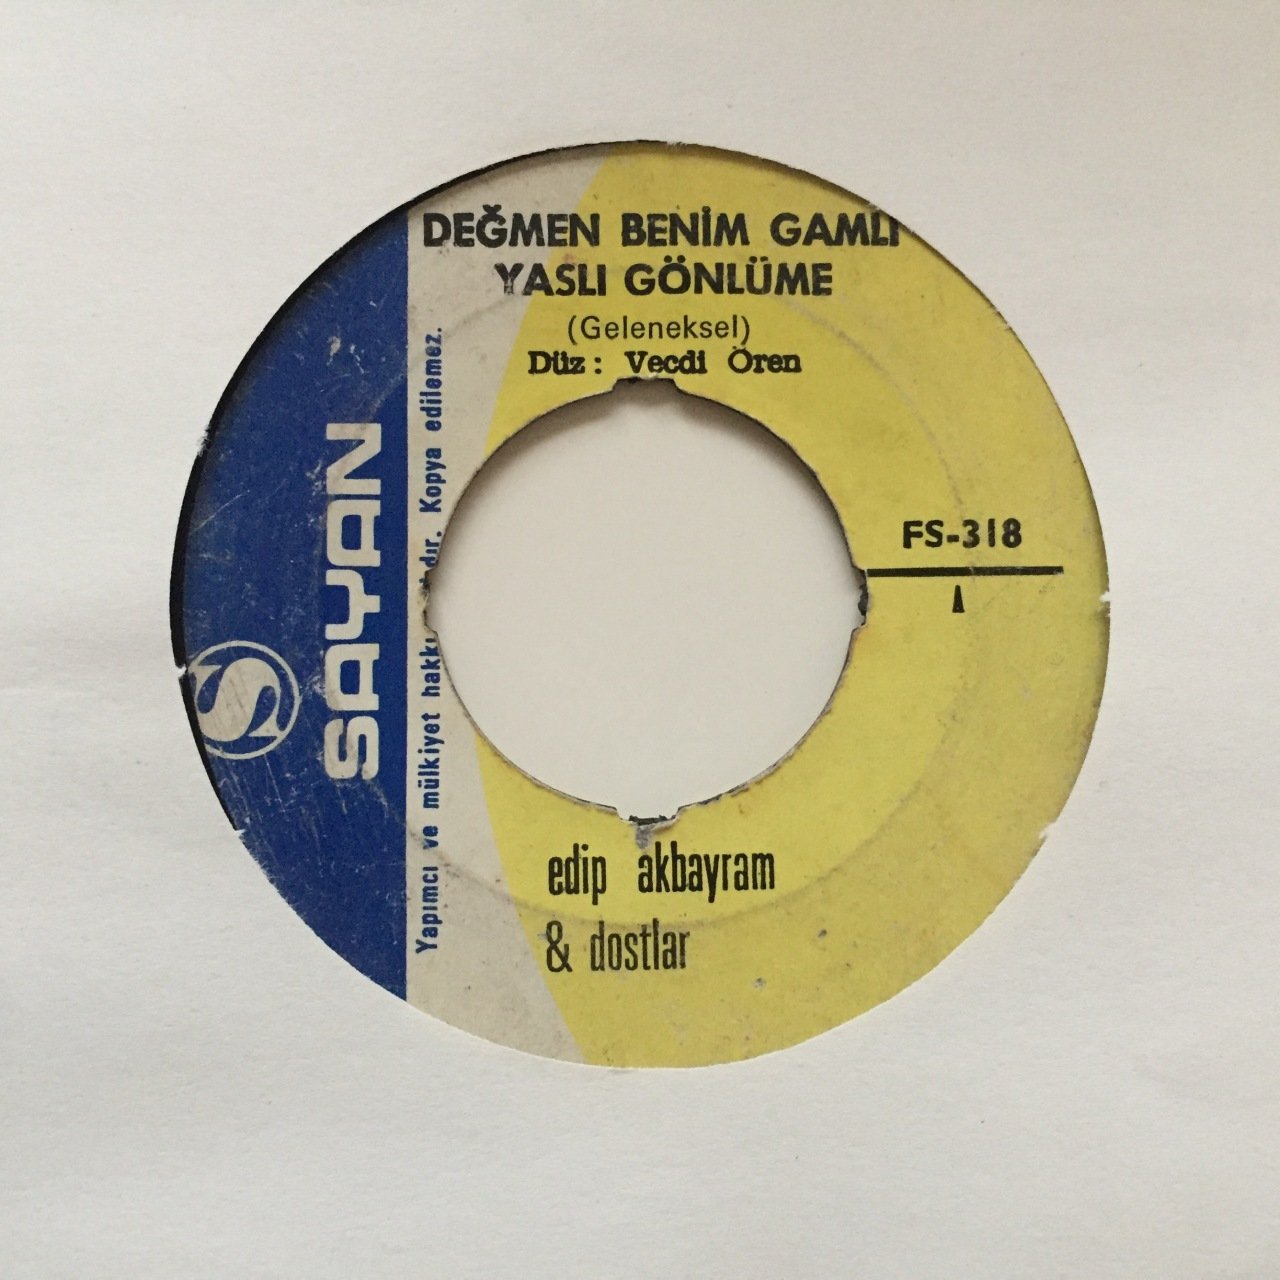 DEĞMEN BENİM GAMLI
YASLI GÖNLÜME
(Geleneksel)
Düz: Vecdi Ören
SAYAN
Yapımcı ve mülkiyet hakkı dır. Kopya edilemez.
FS-318
A
edip akbayram
& dostlar